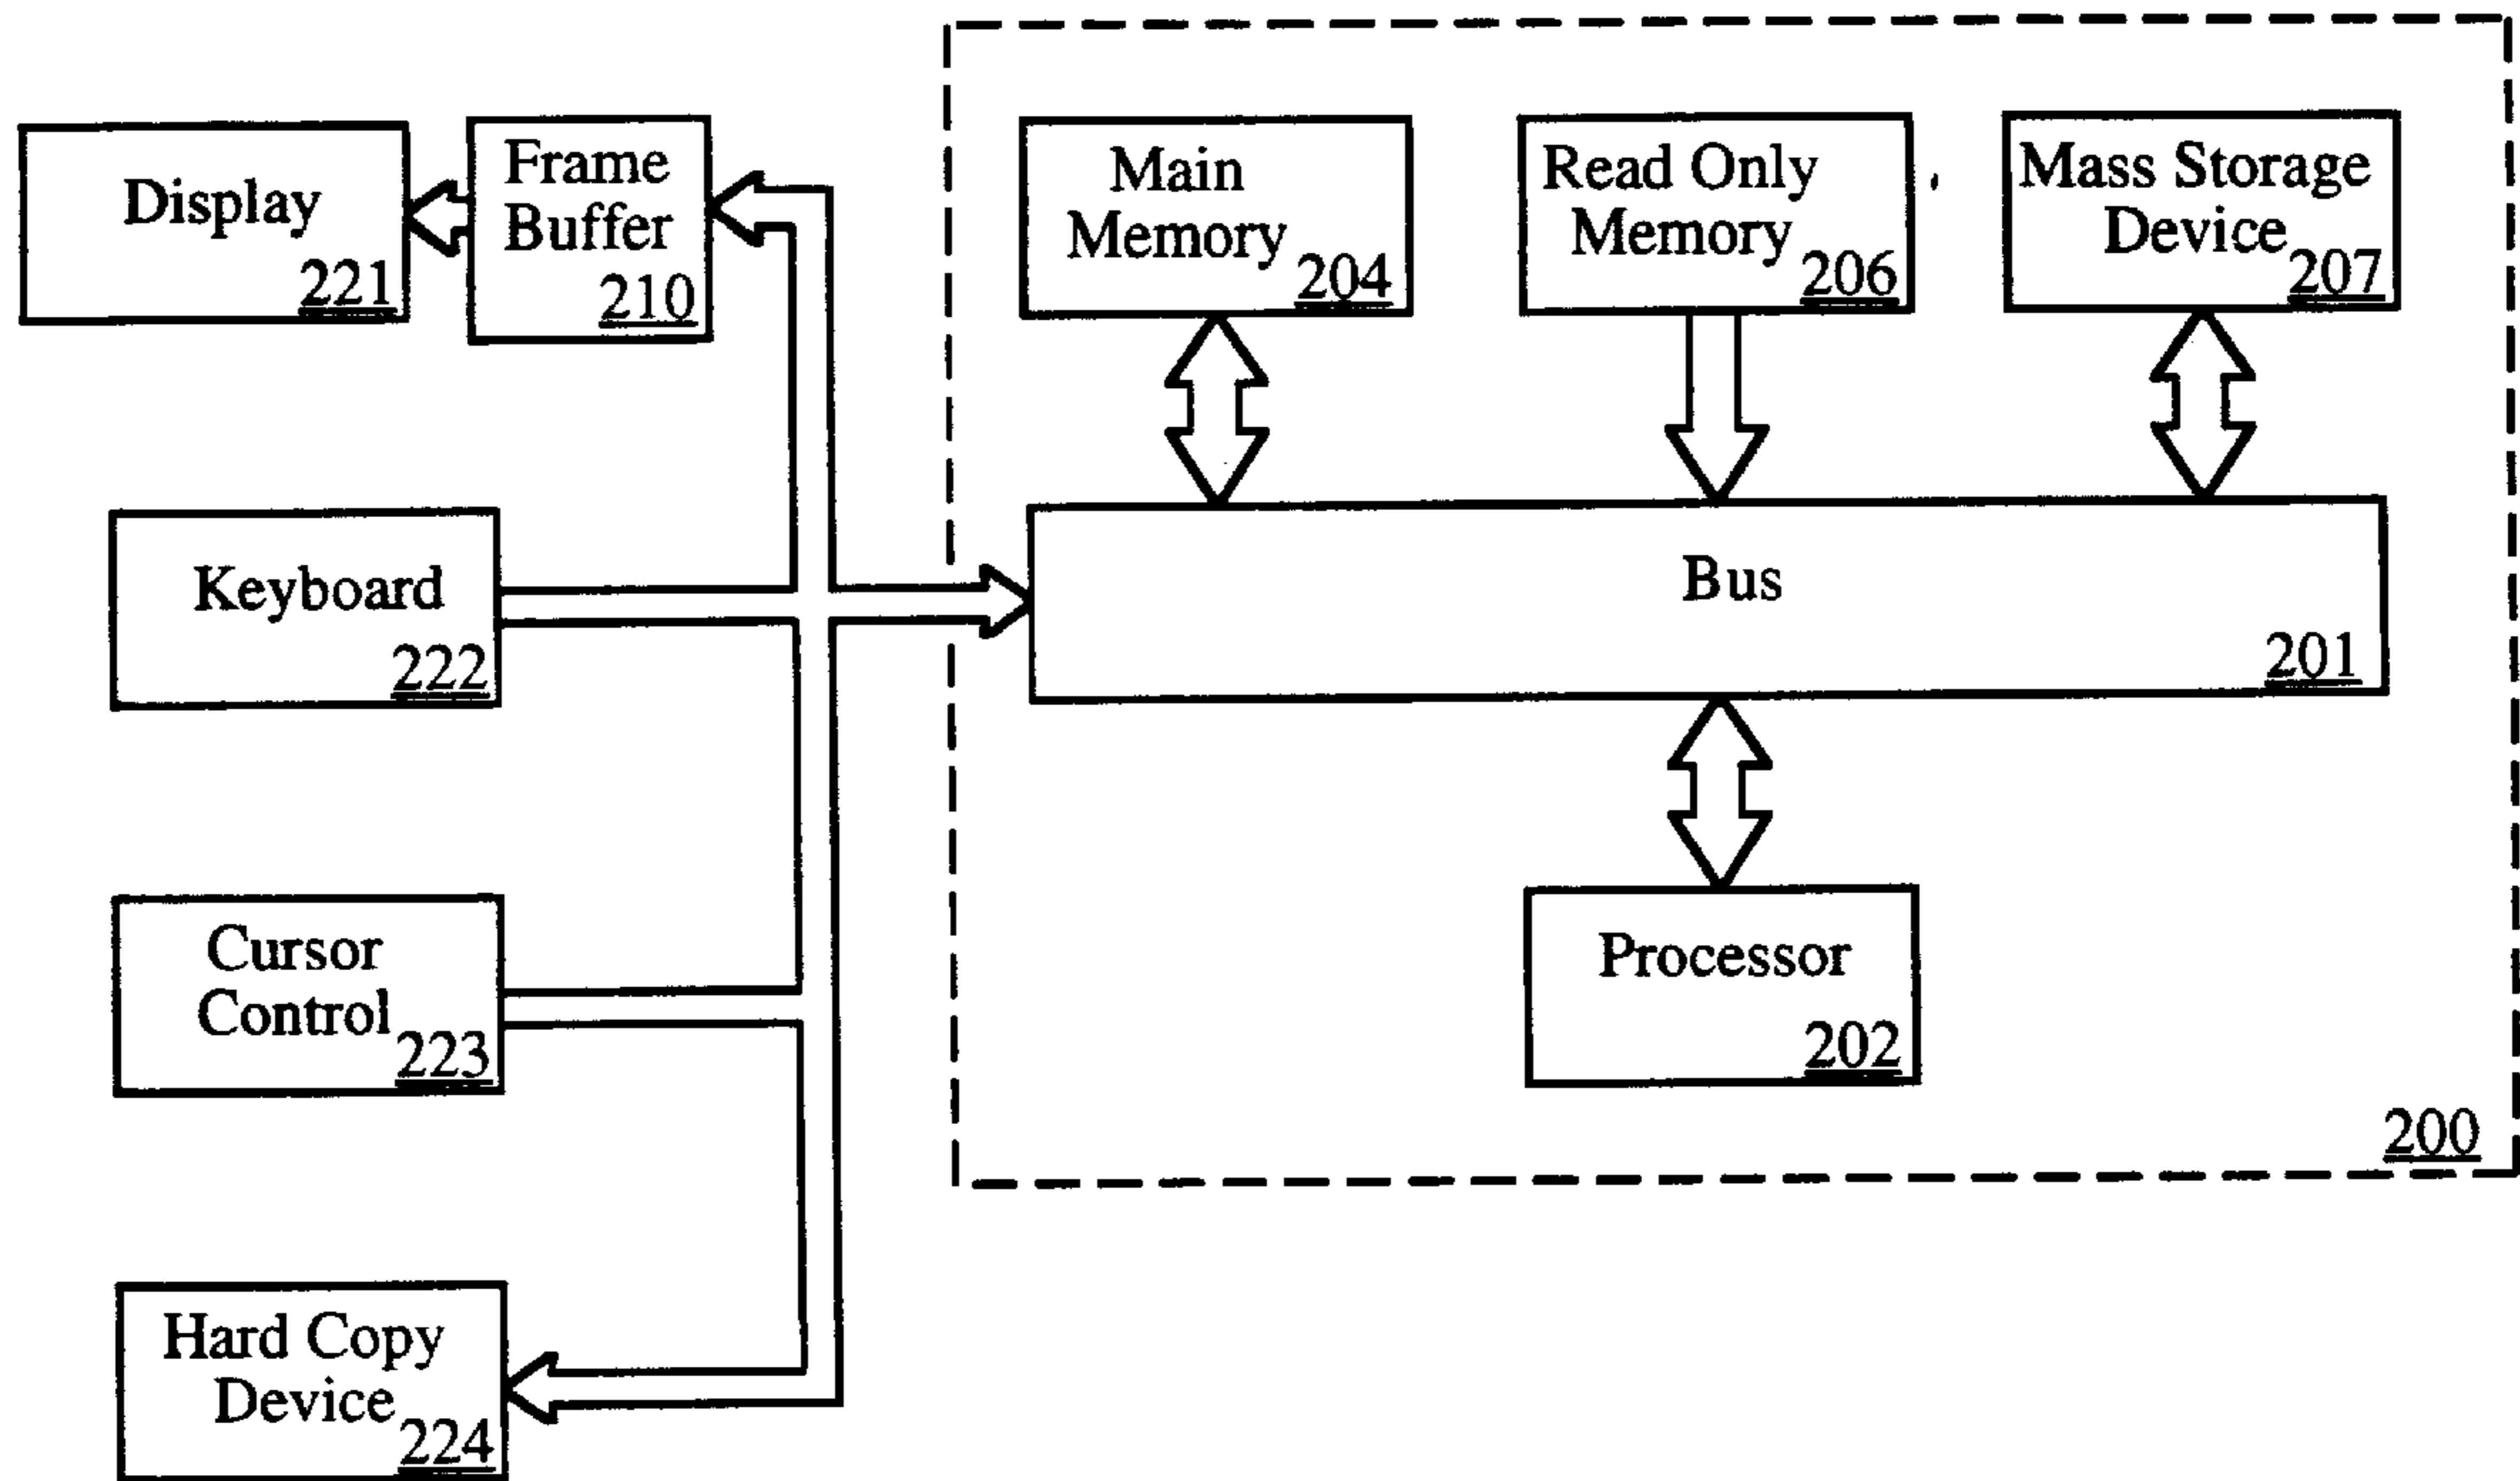 Display
221
Frame
Buffer
210
Main
Memory
204
Read Only
Memory
206
Mass Storage
Device
207
Keyboard
222
Bus
201
Cursor
Control
223
Processor
202
200
Hard Copy
Device
224